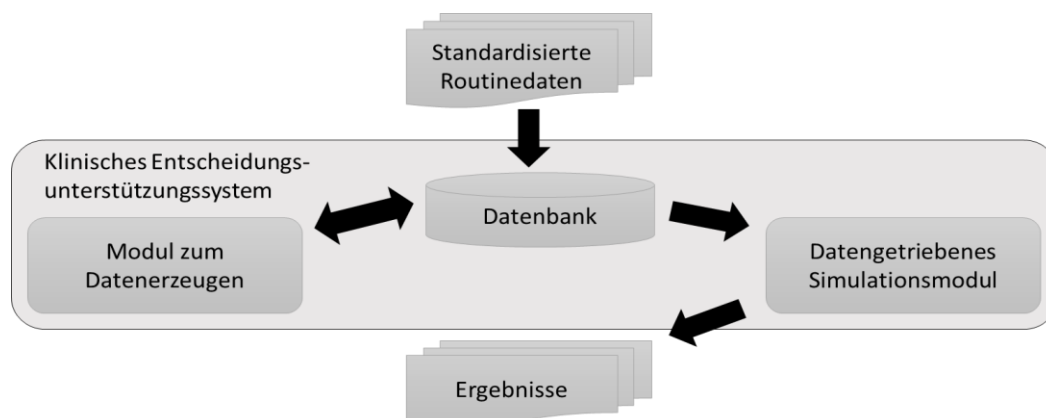 Standardisierte
Routinedaten
Klinisches Entscheidungs-
unterstützungssystem
Datenbank
Modul zum
Datenerzeugen
Datengetriebenes
Simulationsmodul
Ergebnisse